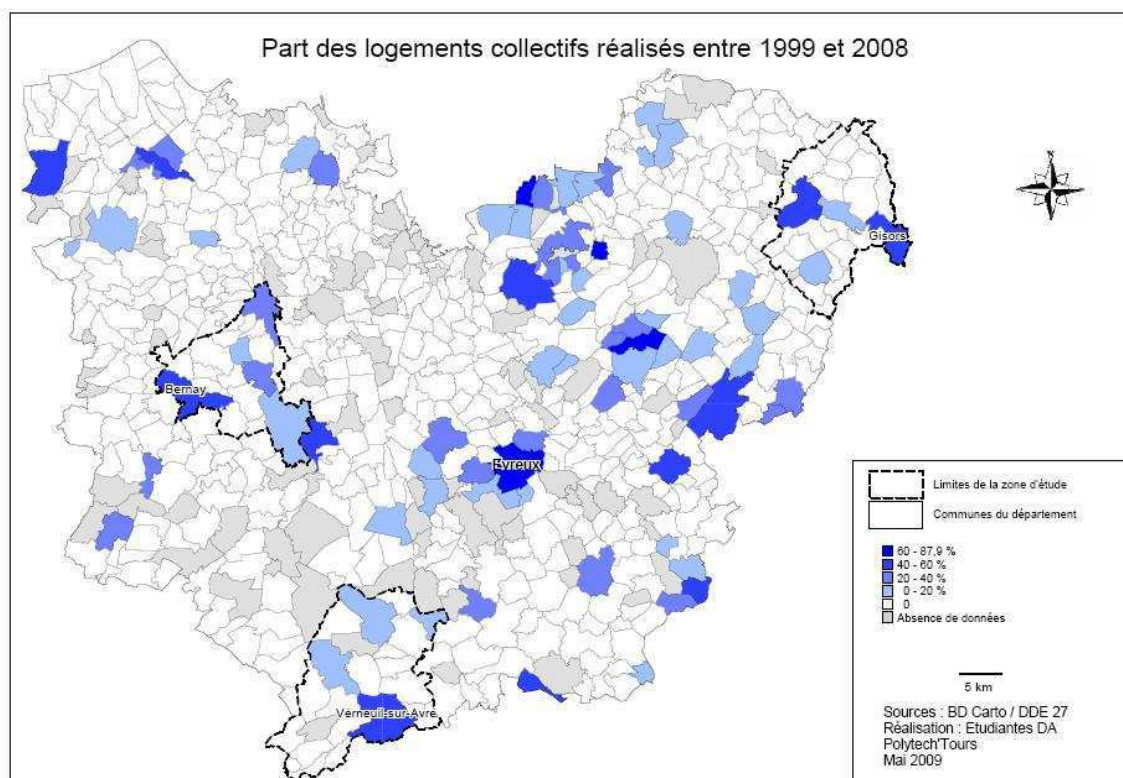 Part des logements collectifs réalisés entre 1999 et 2008
N
Gisors
Bernay
Evreux
Verneuil-sur-Avre
Limites de la zone d'étude
Communes du département
60 - 87,9 %
40 - 60 %
20 - 40 %
0 - 20 %
0
Absence de données
5 km
Sources : BD Carto / DDE 27
Réalisation : Etudiantes DA
Polytech'Tours
Mai 2009